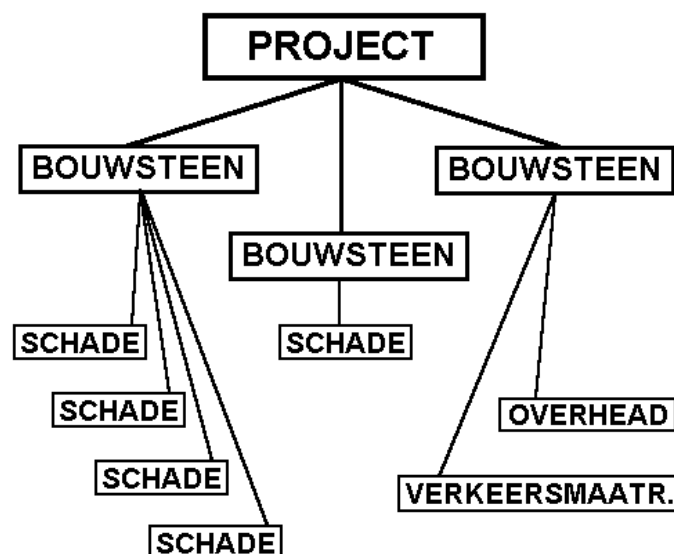 PROJECT
BOUWSTEEN
BOUWSTEEN
BOUWSTEEN
SCHADE
SCHADE
SCHADE
OVERHEAD
SCHADE
VERKEERSMAATR.
SCHADE